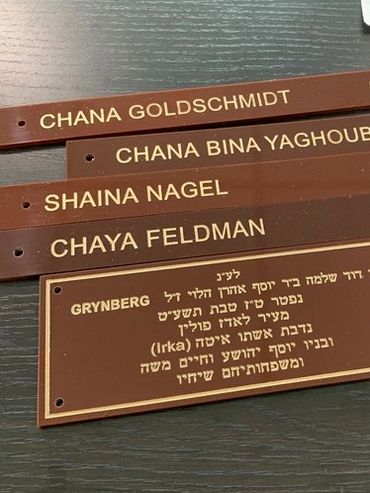 CHANA GOLDSCHMIDT
CHANA BINA YAGHOUB
SHAINA NAGEL
CHAYA FELDMAN
לע״נ
GRYNBERG
דוד שלמה ב״ר יוסף אהרן הלוי ז״ל
נפטר ט״ז טבת תשע״ט
מעיר לאדז פולין
נדבת אשתו איטה (Irka)
ובניו יוסף יהושע וחיים משה
ומשפחותיהם שיחיו